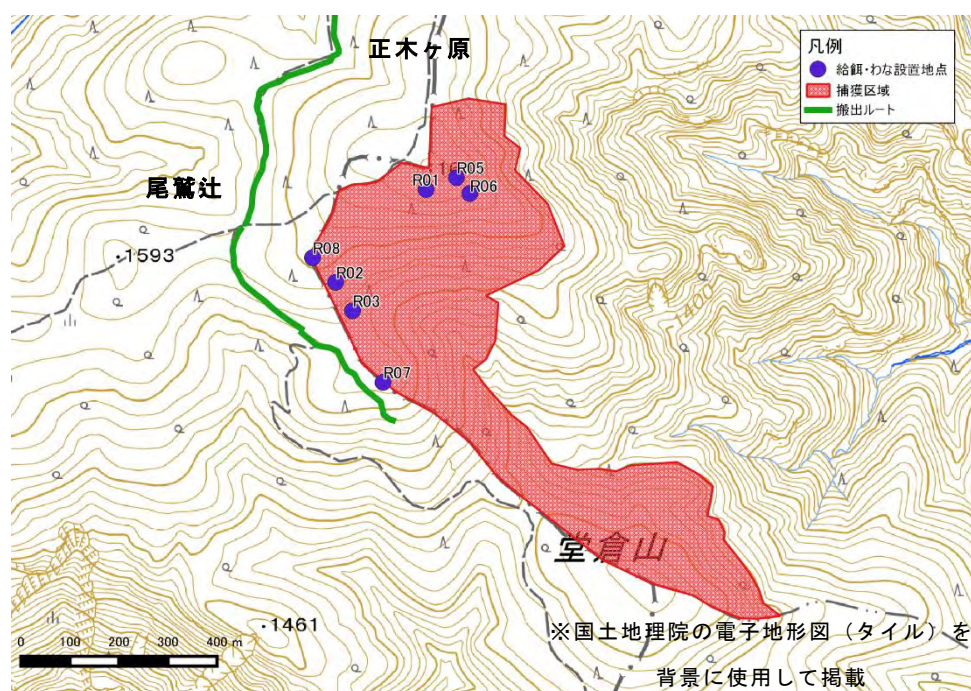 正木ヶ原
凡例
給餌・わな設置地点
捕獲区域
搬出ルート
尾鷲辻
R05
R01
R06
1593
R08
R02
R03
1400
R07
堂倉山
0 100 200 300 400 m
1461
※国土地理院の電子地形図(タイル)を
背景に使用して掲載